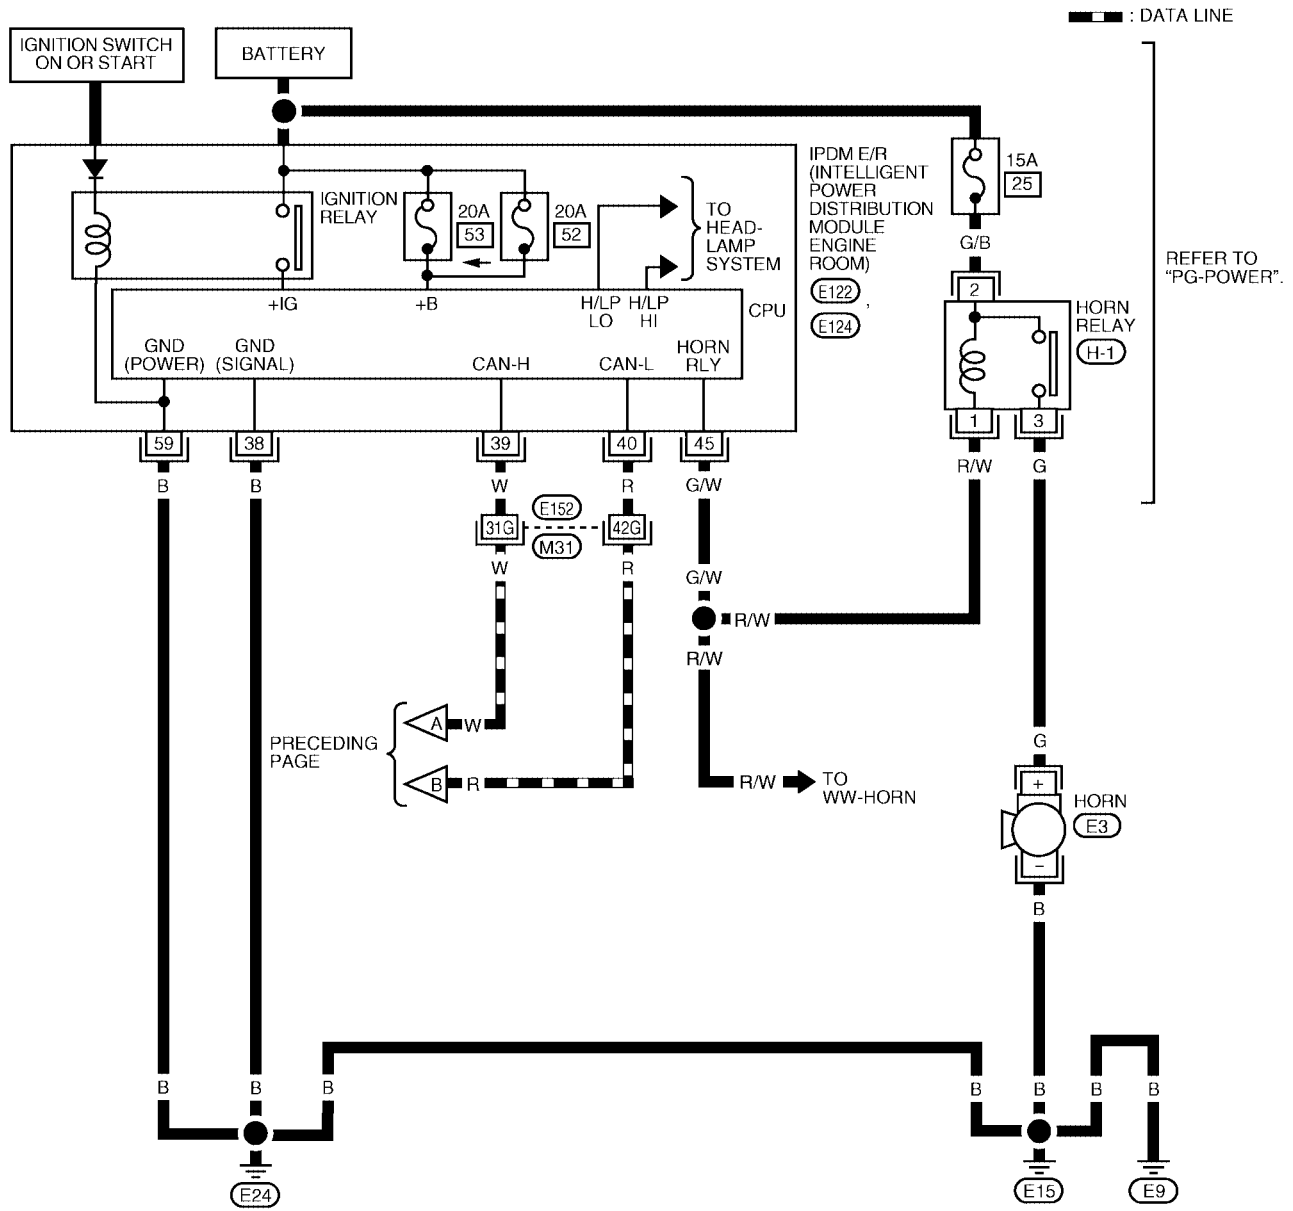 : DATA LINE
IGNITION SWITCH
ON OR START
BATTERY
IGNITION
RELAY
20A
53
20A
52
TO
HEAD-
LAMP
SYSTEM
IPDM E/R
(INTELLIGENT
POWER
DISTRIBUTION
MODULE
ENGINE
ROOM)
E122 ,
E124
15A
25
G/B
2
HORN
RELAY
H-1
REFER TO
"PG-POWER".
+IG
+B
H/LP
LO
H/LP
HI
CPU
GND
(POWER)
GND
(SIGNAL)
CAN-H
CAN-L
HORN
RLY
59
38
39
40
45
1
3
B
B
W
R
G/W
R/W
G
31G
E152
M31
42G
W
R
G/W
R/W
R/W
PRECEDING
PAGE
A
W
B
R
R/W
TO
WW-HORN
G
+
HORN
E3
−
B
B
B
B
B
B
B
B
E24
E15
E9